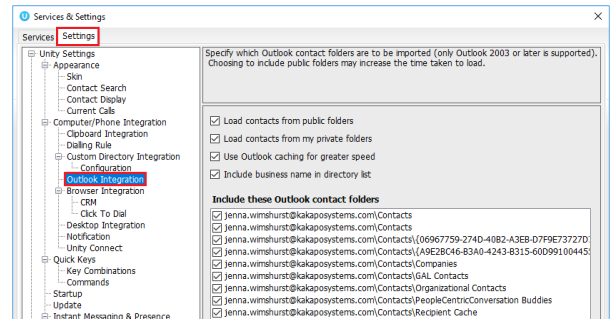 Services & Settings
Services Settings
Unity Settings
Appearance
Skin
Contact Search
Contact Display
Current Calls
Computer/Phone Integration
Clipboard Integration
Dialling Rule
Custom Directory Integration
Configuration
Outlook Integration
Browser Integration
CRM
Click To Dial
Desktop Integration
Notification
Unity Connect
Quick Keys
Key Combinations
Commands
Startup
Update
Instant Messaging & Presence
Specify which Outlook contact folders are to be imported (only Outlook 2003 or later is supported).
Choosing to include public folders may increase the time taken to load.
Load contacts from public folders
Load contacts from my private folders
Use Outlook caching for greater speed
Include business name in directory list
Include these Outlook contact folders
jenna.wimshurst@kakaposystems.com\Contacts
jenna.wimshurst@kakaposystems.com\Contacts
jenna.wimshurst@kakaposystems.com\Contacts\{06967759-274D-40B2-A3EB-D7F9E73727D
jenna.wimshurst@kakaposystems.com\Contacts\{A9E2BC46-B3A0-4243-B315-60D991004455
jenna.wimshurst@kakaposystems.com\Contacts\Companies
jenna.wimshurst@kakaposystems.com\Contacts\GAL Contacts
jenna.wimshurst@kakaposystems.com\Contacts\Organizational Contacts
jenna.wimshurst@kakaposystems.com\Contacts\PeopleCentricConversation Buddies
jenna.wimshurst@kakaposystems.com\Contacts\Recipient Cache